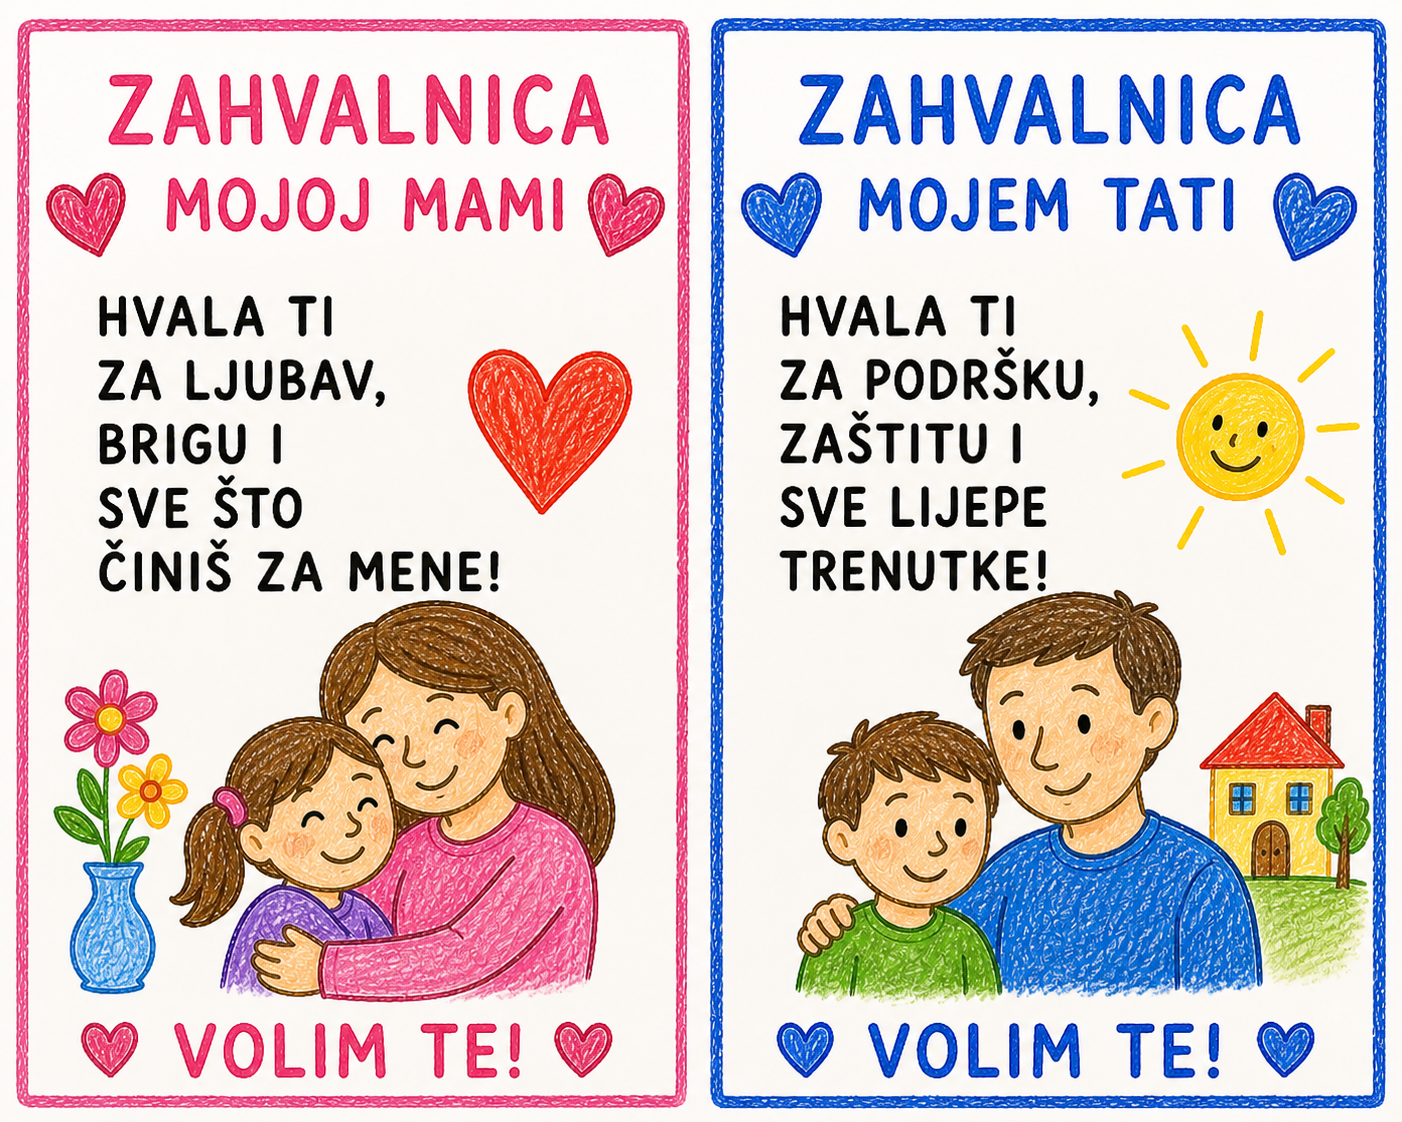 ZAHVALNICA
MOJOJ MAMI
HVALA TI
ZA LJUBAV,
BRIGU I
SVE ŠTO
ČINIŠ ZA MENE!
VOLIM TE!
ZAHVALNICA
MOJEM TATI
HVALA TI
ZA PODRŠKU,
ZAŠTITU I
SVE LIJEPE
TRENUTKE!
VOLIM TE!